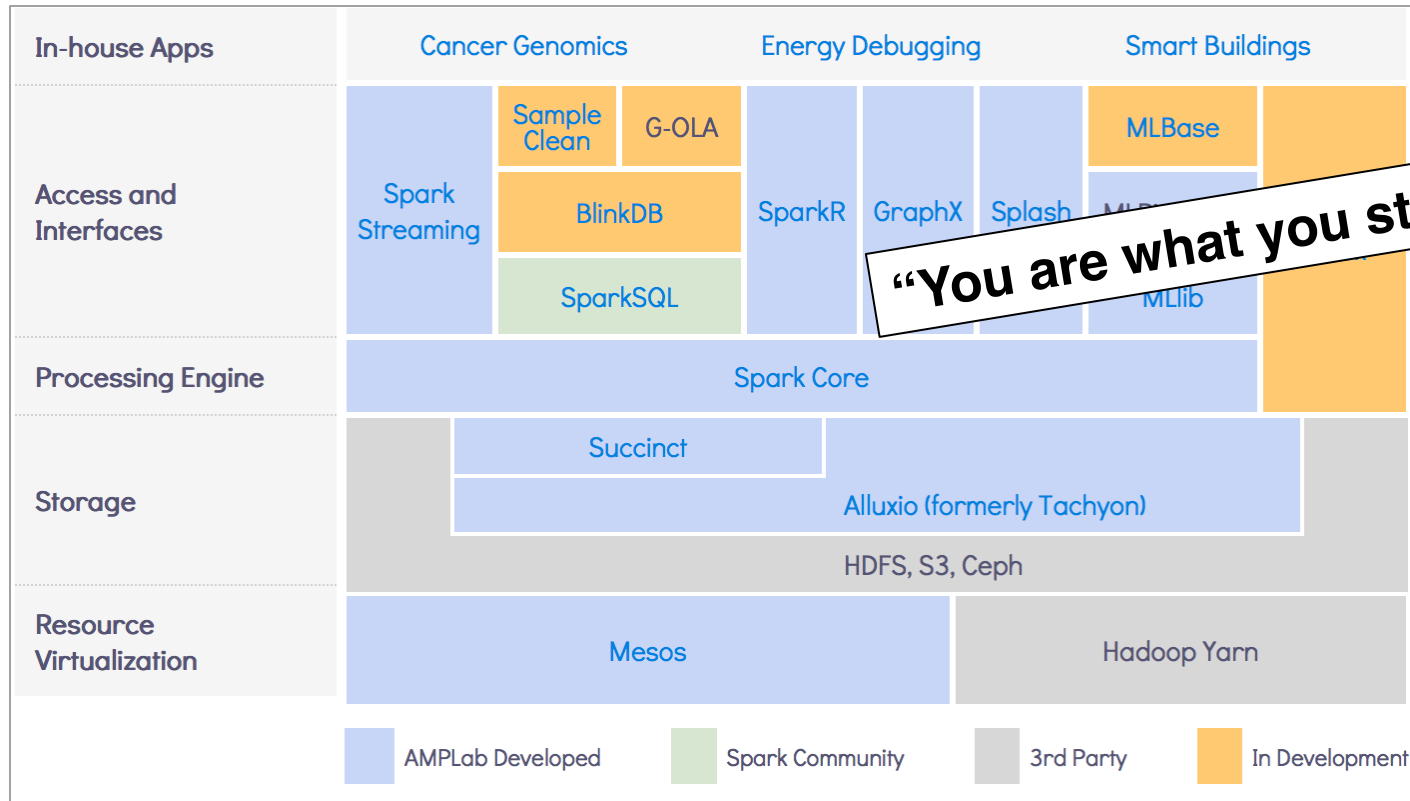 In-house Apps
Cancer Genomics
Energy Debugging
Smart Buildings
Access and
Interfaces
Spark
Streaming
Sample
Clean
G-OLA
BlinkDB
SparkSQL
SparkR
GraphX
Splash
MLBase
MLlib
“You are what you
Processing Engine
Spark Core
Storage
Succinct
Alluxio (formerly Tachyon)
HDFS, S3, Ceph
Resource
Virtualization
Mesos
Hadoop Yarn
AMPLab Developed
Spark Community
3rd Party
In Development